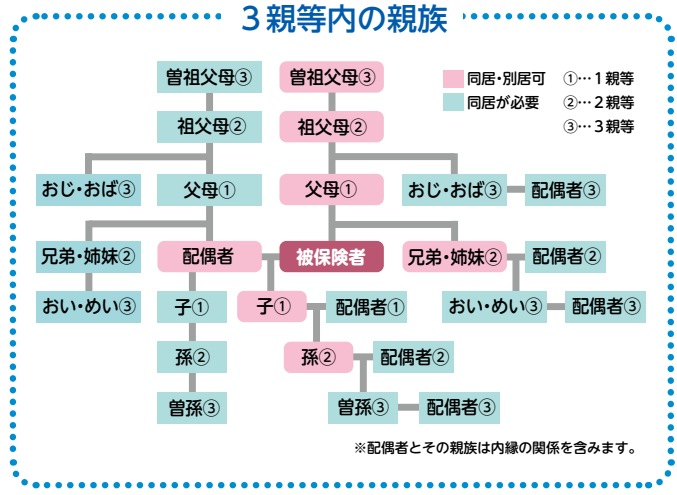 3親等内の親族
曽祖父母③ 曽祖父母③ 同居・別居可 ①…1親等
同居が必要 ②…2親等
祖父母② 祖父母② ③…3親等
おじ・おば③ 父母① 父母① おじ・おば③ 配偶者③
兄弟・姉妹② 配偶者 被保険者 兄弟・姉妹② 配偶者②
おい・めい③ 子① 子① 配偶者① おい・めい③ 配偶者③
孫② 孫② 配偶者②
曽孫③ 曽孫③ 配偶者③
※配偶者とその親族は内縁の関係を含みます。